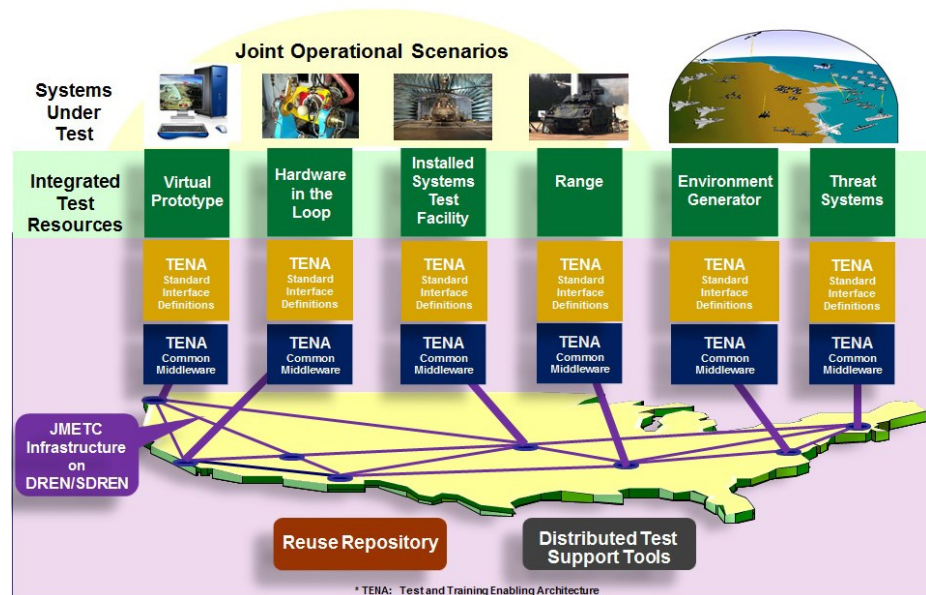 Joint Operational Scenarios
Systems
Under
Test
Integrated
Test
Resources
Virtual
Prototype
Hardware
in the
Loop
Installed
Systems
Test
Facility
Range
Environment
Generator
Threat
Systems
TENA
Standard
Interface
Definitions
TENA
Standard
Interface
Definitions
TENA
Standard
Interface
Definitions
TENA
Standard
Interface
Definitions
TENA
Standard
Interface
Definitions
TENA
Standard
Interface
Definitions
TENA
Common
Middleware
TENA
Common
Middleware
TENA
Common
Middleware
TENA
Common
Middleware
TENA
Common
Middleware
TENA
Common
Middleware
JMETC
Infrastructure
on
DREN/SDREN
Reuse Repository
Distributed Test
Support Tools
* TENA: Test and Training Enabling Architecture